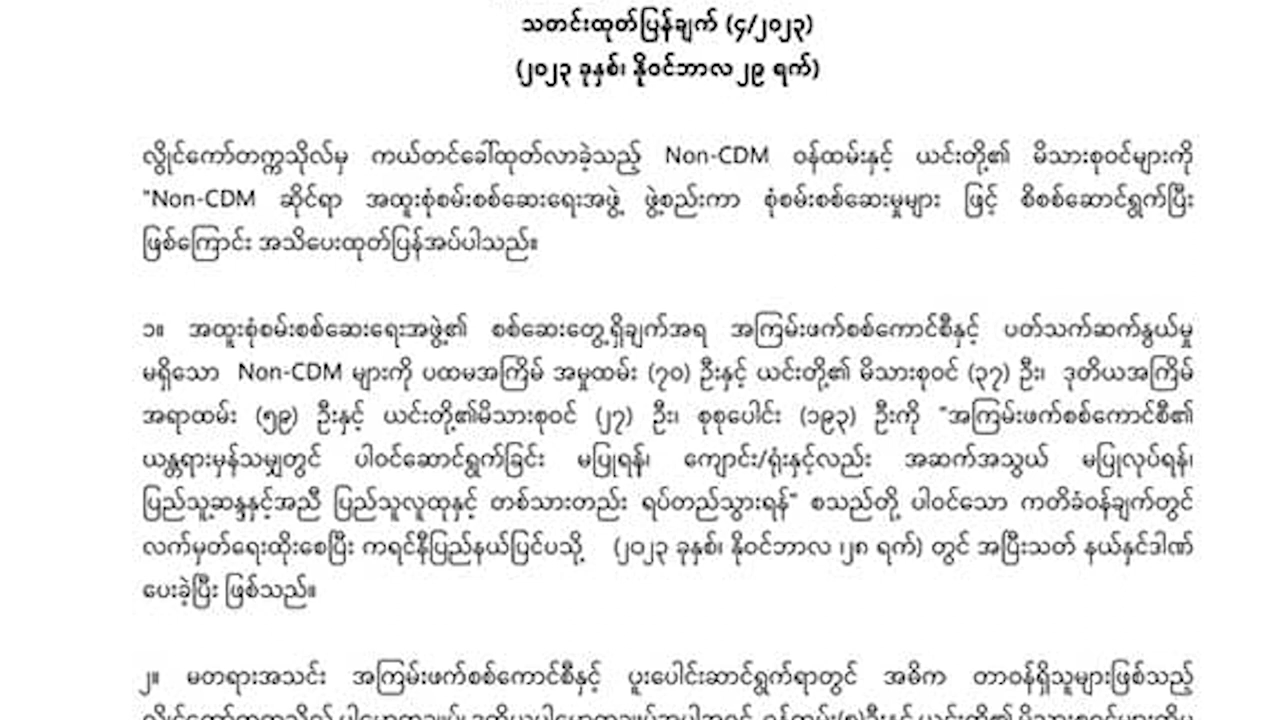 သတင်းထုတ်ပြန်ချက် (၄/၂၀၂၃)
(၂၀၂၃ ခုနှစ်၊ နိုဝင်ဘာလ ၂၉ ရက်)
လွိုင်ကော်တက္ကသိုလ်မှ ကယ်တင်ခေါ်ထုတ်လာခဲ့သည့် Non-CDM ဝန်ထမ်းနှင့် ယင်းတို့၏ မိသားစုဝင်များကို
"Non-CDM ဆိုင်ရာ အထူးစုံစမ်းစစ်ဆေးရေးအဖွဲ့ ဖွဲ့စည်းကာ စုံစမ်းစစ်ဆေးမှုများ ဖြင့် စိစစ်ဆောင်ရွက်ပြီး
ဖြစ်ကြောင်း အသိပေးထုတ်ပြန်အပ်ပါသည်။
၁။ အထူးစုံစမ်းစစ်ဆေးရေးအဖွဲ့၏ စစ်ဆေးတွေ့ရှိချက်အရ အကြမ်းဖက်စစ်ကောင်စီနှင့် ပတ်သက်ဆက်နွယ်မှု
မရှိသော Non-CDM များကို ပထမအကြိမ် အမှုထမ်း (၇၀) ဦးနှင့် ယင်းတို့၏ မိသားစုဝင် (၃၇) ဦး၊ ဒုတိယအကြိမ်
အရာထမ်း (၅၉) ဦးနှင့် ယင်းတို့၏မိသားစုဝင် (၂၇) ဦး၊ စုစုပေါင်း (၁၉၃) ဦးကို "အကြမ်းဖက်စစ်ကောင်စီ၏
ယန္တရားမှန်သမျှတွင် ပါဝင်ဆောင်ရွက်ခြင်း မပြုရန်၊ ကျောင်း/ရုံးနှင့်လည်း အဆက်အသွယ် မပြုလုပ်ရန်၊
ပြည်သူ့ဆန္ဒနှင့်အညီ ပြည်သူလူထုနှင့် တစ်သားတည်း ရပ်တည်သွားရန်" စသည်တို့ ပါဝင်သော ကတိခံဝန်ချက်တွင်
လက်မှတ်ရေးထိုးစေပြီး ကရင်နီပြည်နယ်ပြင်ပသို့ (၂၀၂၃ ခုနှစ်၊ နိုဝင်ဘာလ ၂၈ ရက်) တွင် အပြီးသတ် နယ်နှင်ဒါဏ်
ပေးခဲ့ပြီး ဖြစ်သည်။
၂။ မတရားအသင်း အကြမ်းဖက်စစ်ကောင်စီနှင့် ပူးပေါင်းဆာင်ရွက်ရာတွင် အဓိက တာဝန်ရှိသူများဖြစ်သည့်